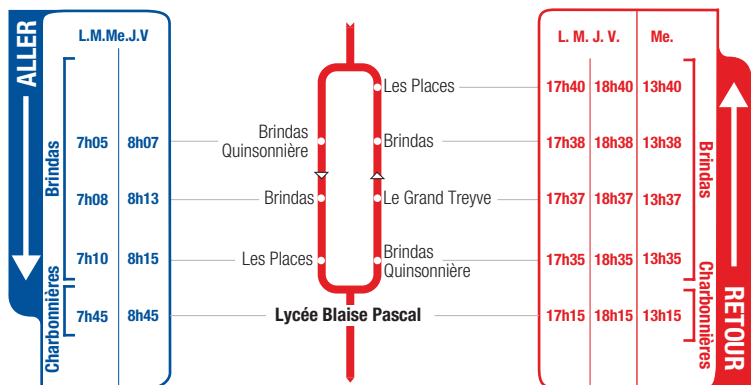 ALLER
L.M.Me.J.V
Brindas
7h05 8h07
7h08 8h13
7h10 8h15
Charbonnières
7h45 8h45
Brindas
Quinsonnière
Brindas
Les Places
Les Places
Brindas
Le Grand Treyve
Brindas
Quinsonnière
Lycée Blaise Pascal
L. M. J. V. Me.
17h40 18h40 13h40
17h38 18h38 13h38
17h37 18h37 13h37
17h35 18h35 13h35
17h15 18h15 13h15
Brindas
Charbonnières
RETOUR